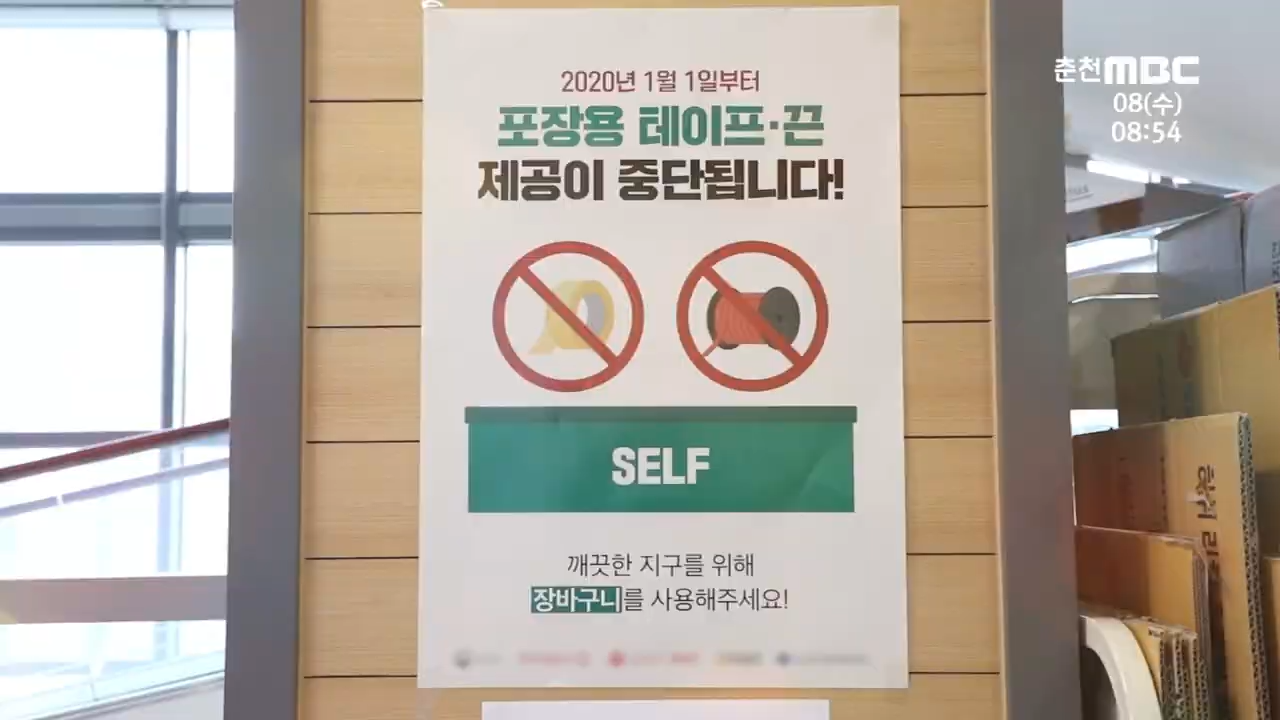 춘천MBC
08(수)
08:54
2020년 1월 1일부터
포장용 테이프·끈
제공이 중단됩니다!
SELF
깨끗한 지구를 위해
장바구니를 사용해주세요!